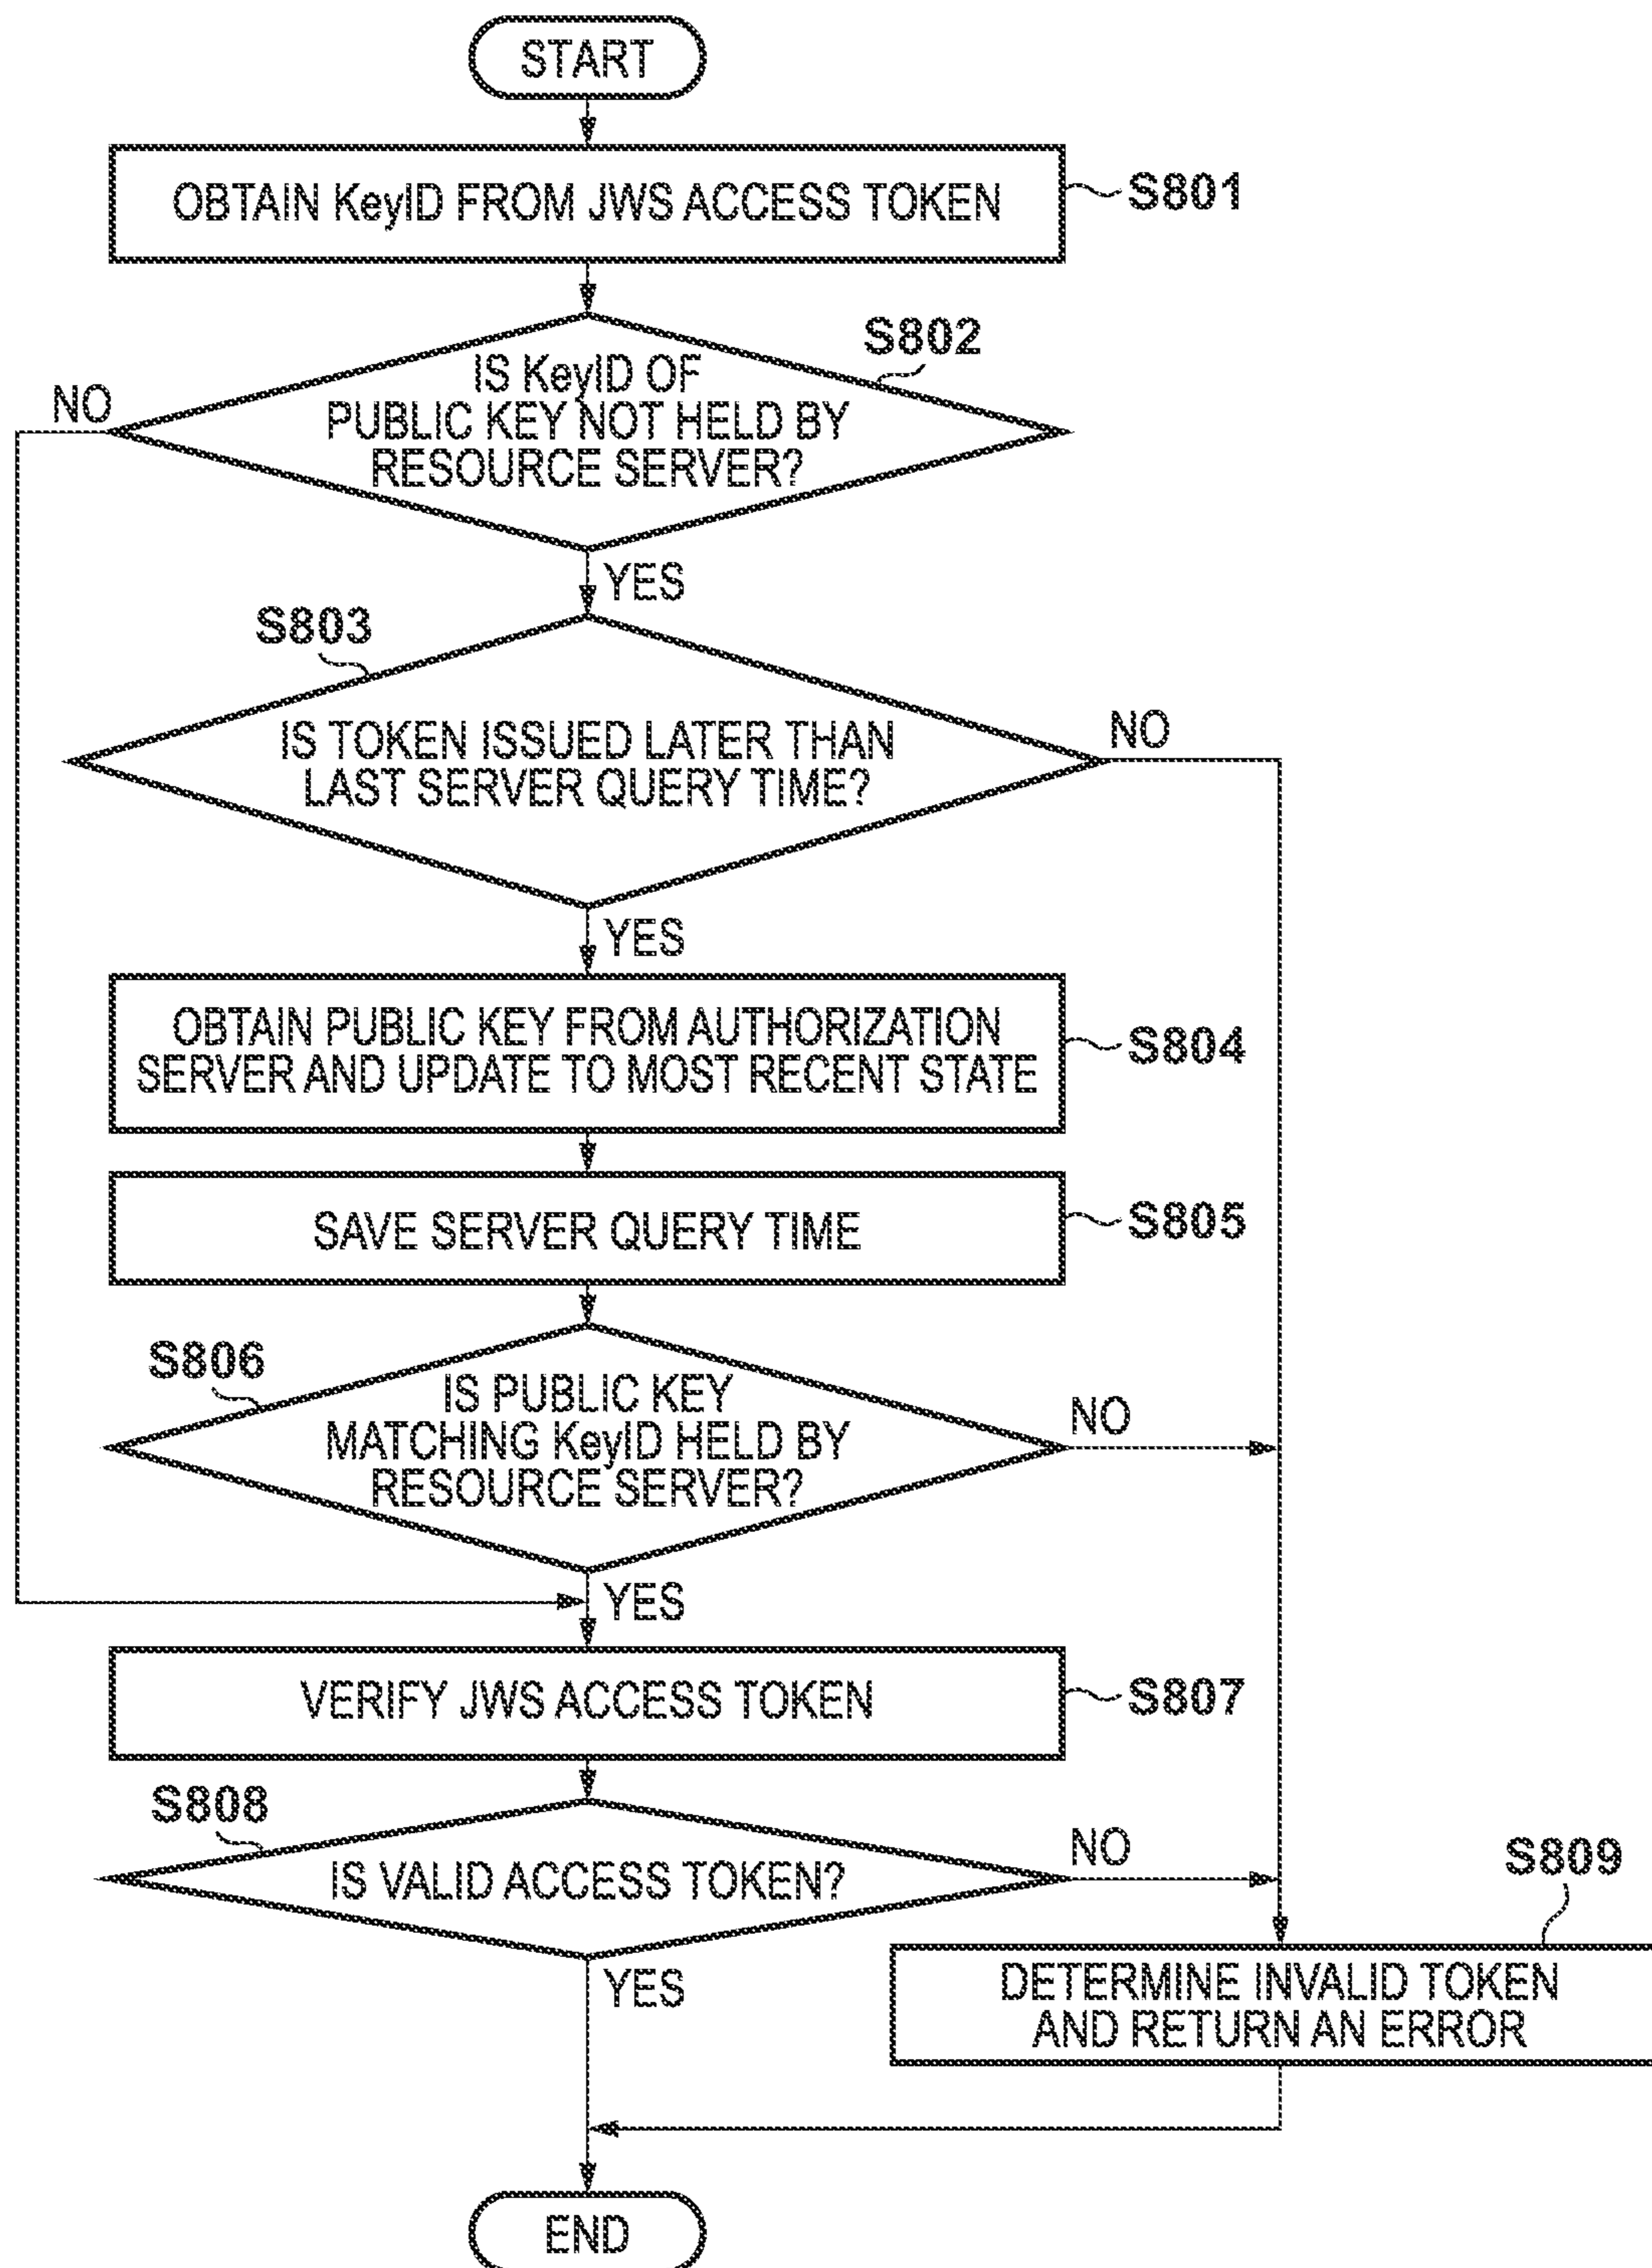 START
OBTAIN KeyID FROM JWS ACCESS TOKEN
S801
S802
IS KeyID OF
PUBLIC KEY NOT HELD BY
RESOURCE SERVER?
NO
YES
S803
IS TOKEN ISSUED LATER THAN
LAST SERVER QUERY TIME?
NO
YES
OBTAIN PUBLIC KEY FROM AUTHORIZATION
SERVER AND UPDATE TO MOST RECENT STATE
S804
SAVE SERVER QUERY TIME
S805
S806
IS PUBLIC KEY
MATCHING KeyID HELD BY
RESOURCE SERVER?
NO
YES
VERIFY JWS ACCESS TOKEN
S807
S808
IS VALID ACCESS TOKEN?
NO
YES
S809
DETERMINE INVALID TOKEN
AND RETURN AN ERROR
END